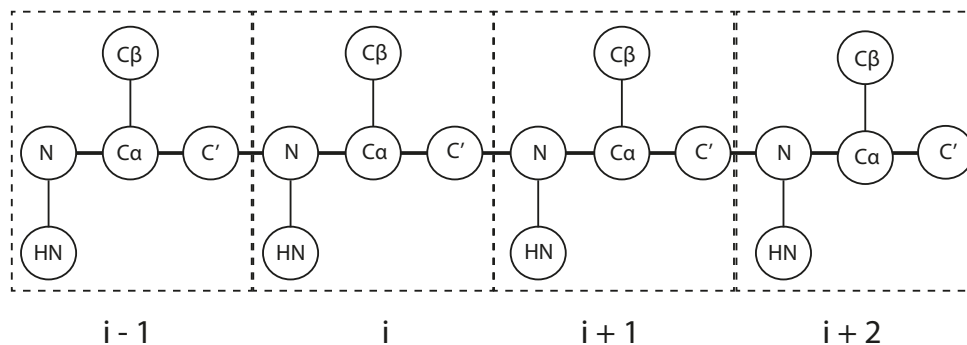 Cβ Cβ Cβ Cβ
N Cα C′ N Cα C′ N Cα C′ N Cα C′
HN HN HN HN
i - 1 i i + 1 i + 2